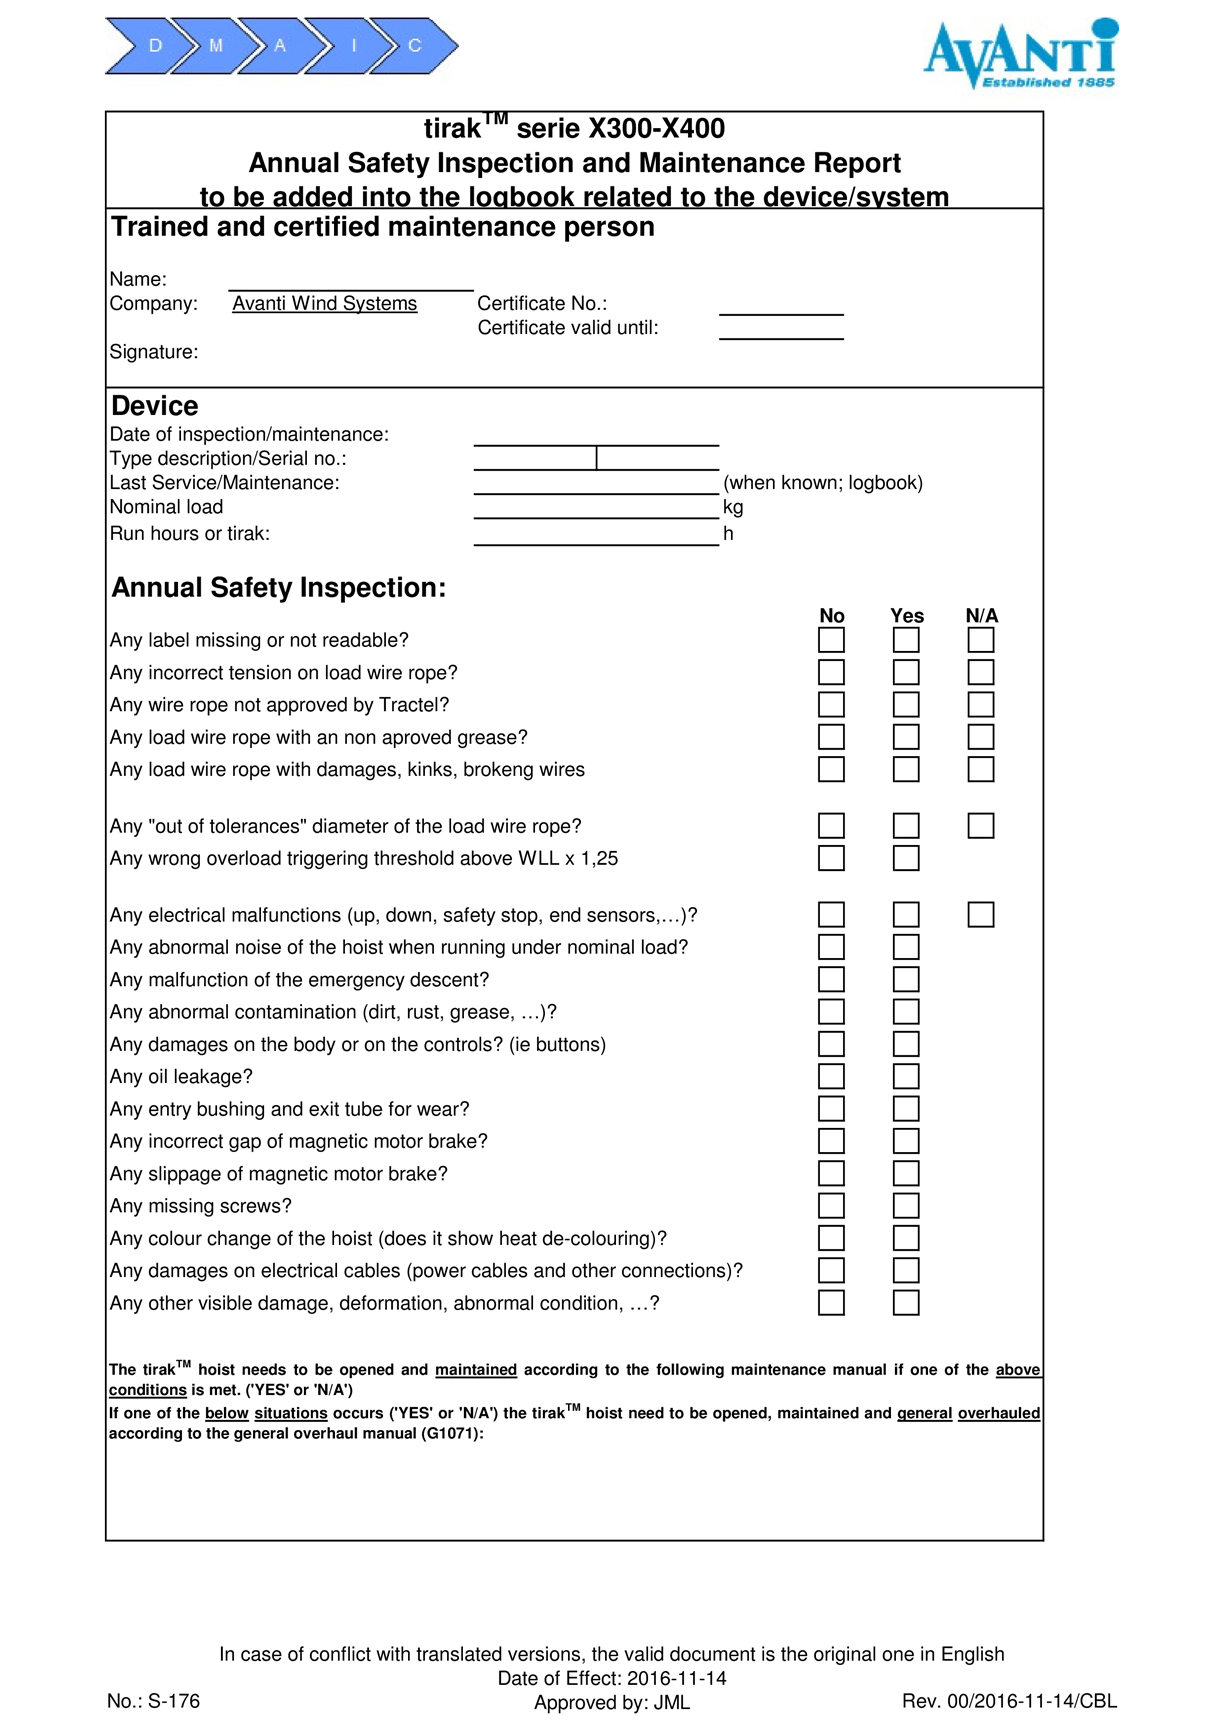 D M A I C
AVANTI
Established 1885
tirak™ serie X300-X400
Annual Safety Inspection and Maintenance Report
to be added into the logbook related to the device/system
Trained and certified maintenance person
Name:
Company: Avanti Wind Systems Certificate No.:
Certificate valid until:
Signature:
Device
Date of inspection/maintenance:
Type description/Serial no.:
Last Service/Maintenance: (when known; logbook)
Nominal load kg
Run hours or tirak: h
Annual Safety Inspection:
No Yes N/A
Any label missing or not readable?
Any incorrect tension on load wire rope?
Any wire rope not approved by Tractel?
Any load wire rope with an non aproved grease?
Any load wire rope with damages, kinks, brokeng wires
Any "out of tolerances" diameter of the load wire rope?
Any wrong overload triggering threshold above WLL x 1,25
Any electrical malfunctions (up, down, safety stop, end sensors,…)?
Any abnormal noise of the hoist when running under nominal load?
Any malfunction of the emergency descent?
Any abnormal contamination (dirt, rust, grease, …)?
Any damages on the body or on the controls? (ie buttons)
Any oil leakage?
Any entry bushing and exit tube for wear?
Any incorrect gap of magnetic motor brake?
Any slippage of magnetic motor brake?
Any missing screws?
Any colour change of the hoist (does it show heat de-colouring)?
Any damages on electrical cables (power cables and other connections)?
Any other visible damage, deformation, abnormal condition, …?
The tirak™ hoist needs to be opened and maintained according to the following maintenance manual if one of the above
conditions is met. ('YES' or 'N/A')
If one of the below situations occurs ('YES' or 'N/A') the tirak™ hoist need to be opened, maintained and general overhauled
according to the general overhaul manual (G1071):
In case of conflict with translated versions, the valid document is the original one in English
Date of Effect: 2016-11-14
No.: S-176 Approved by: JML Rev. 00/2016-11-14/CBL